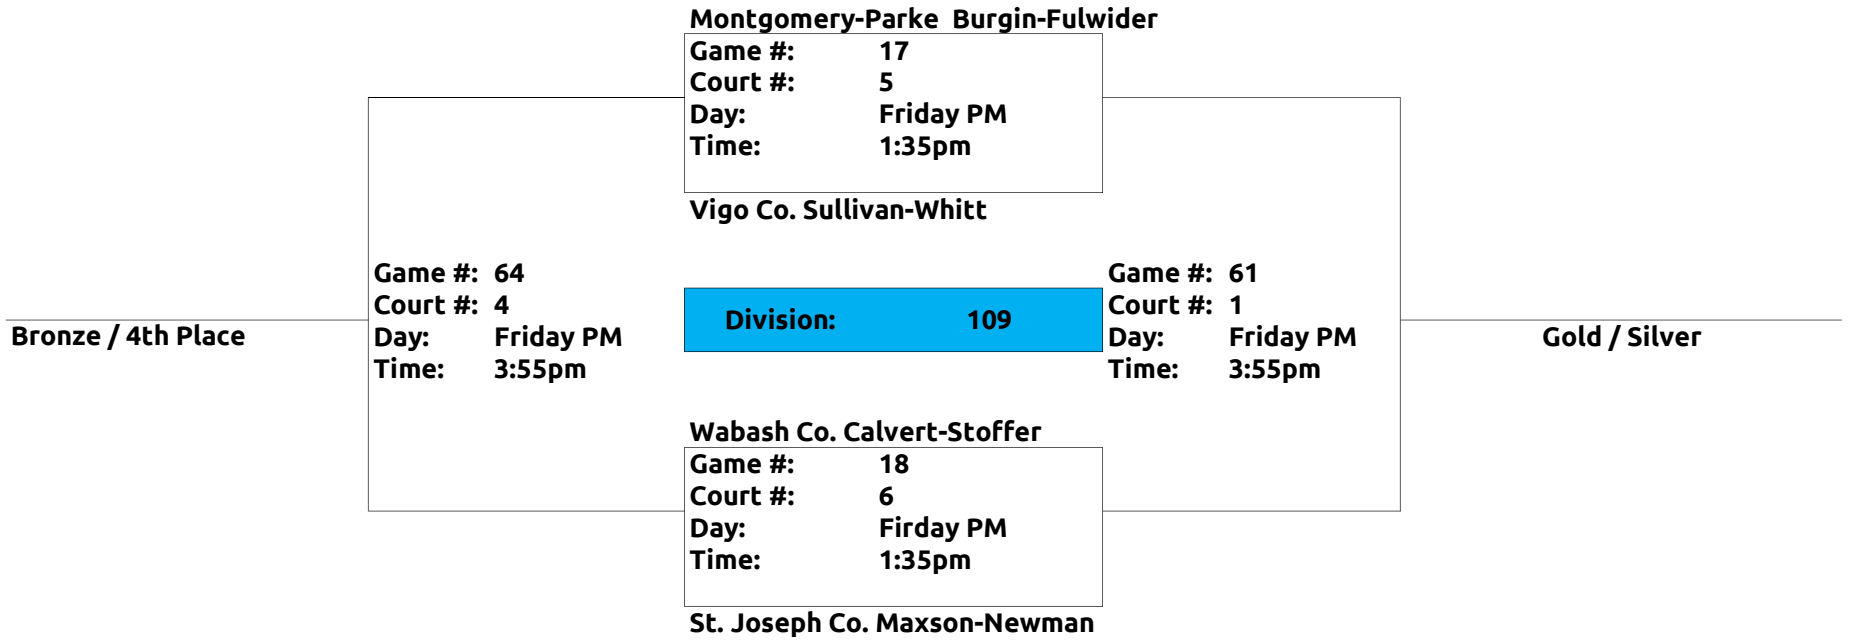 Montgomery-Parke  Burgin-Fulwider
Game #: 17
Court #: 5
Day: Friday PM
Time: 1:35pm
Vigo Co. Sullivan-Whitt
Game #: 64
Court #: 4
Day: Friday PM
Time: 3:55pm
Bronze / 4th Place
Division: 109
Game #: 61
Court #: 1
Day: Friday PM
Time: 3:55pm
Gold / Silver
Wabash Co. Calvert-Stoffer
Game #: 18
Court #: 6
Day: Firday PM
Time: 1:35pm
St. Joseph Co. Maxson-Newman